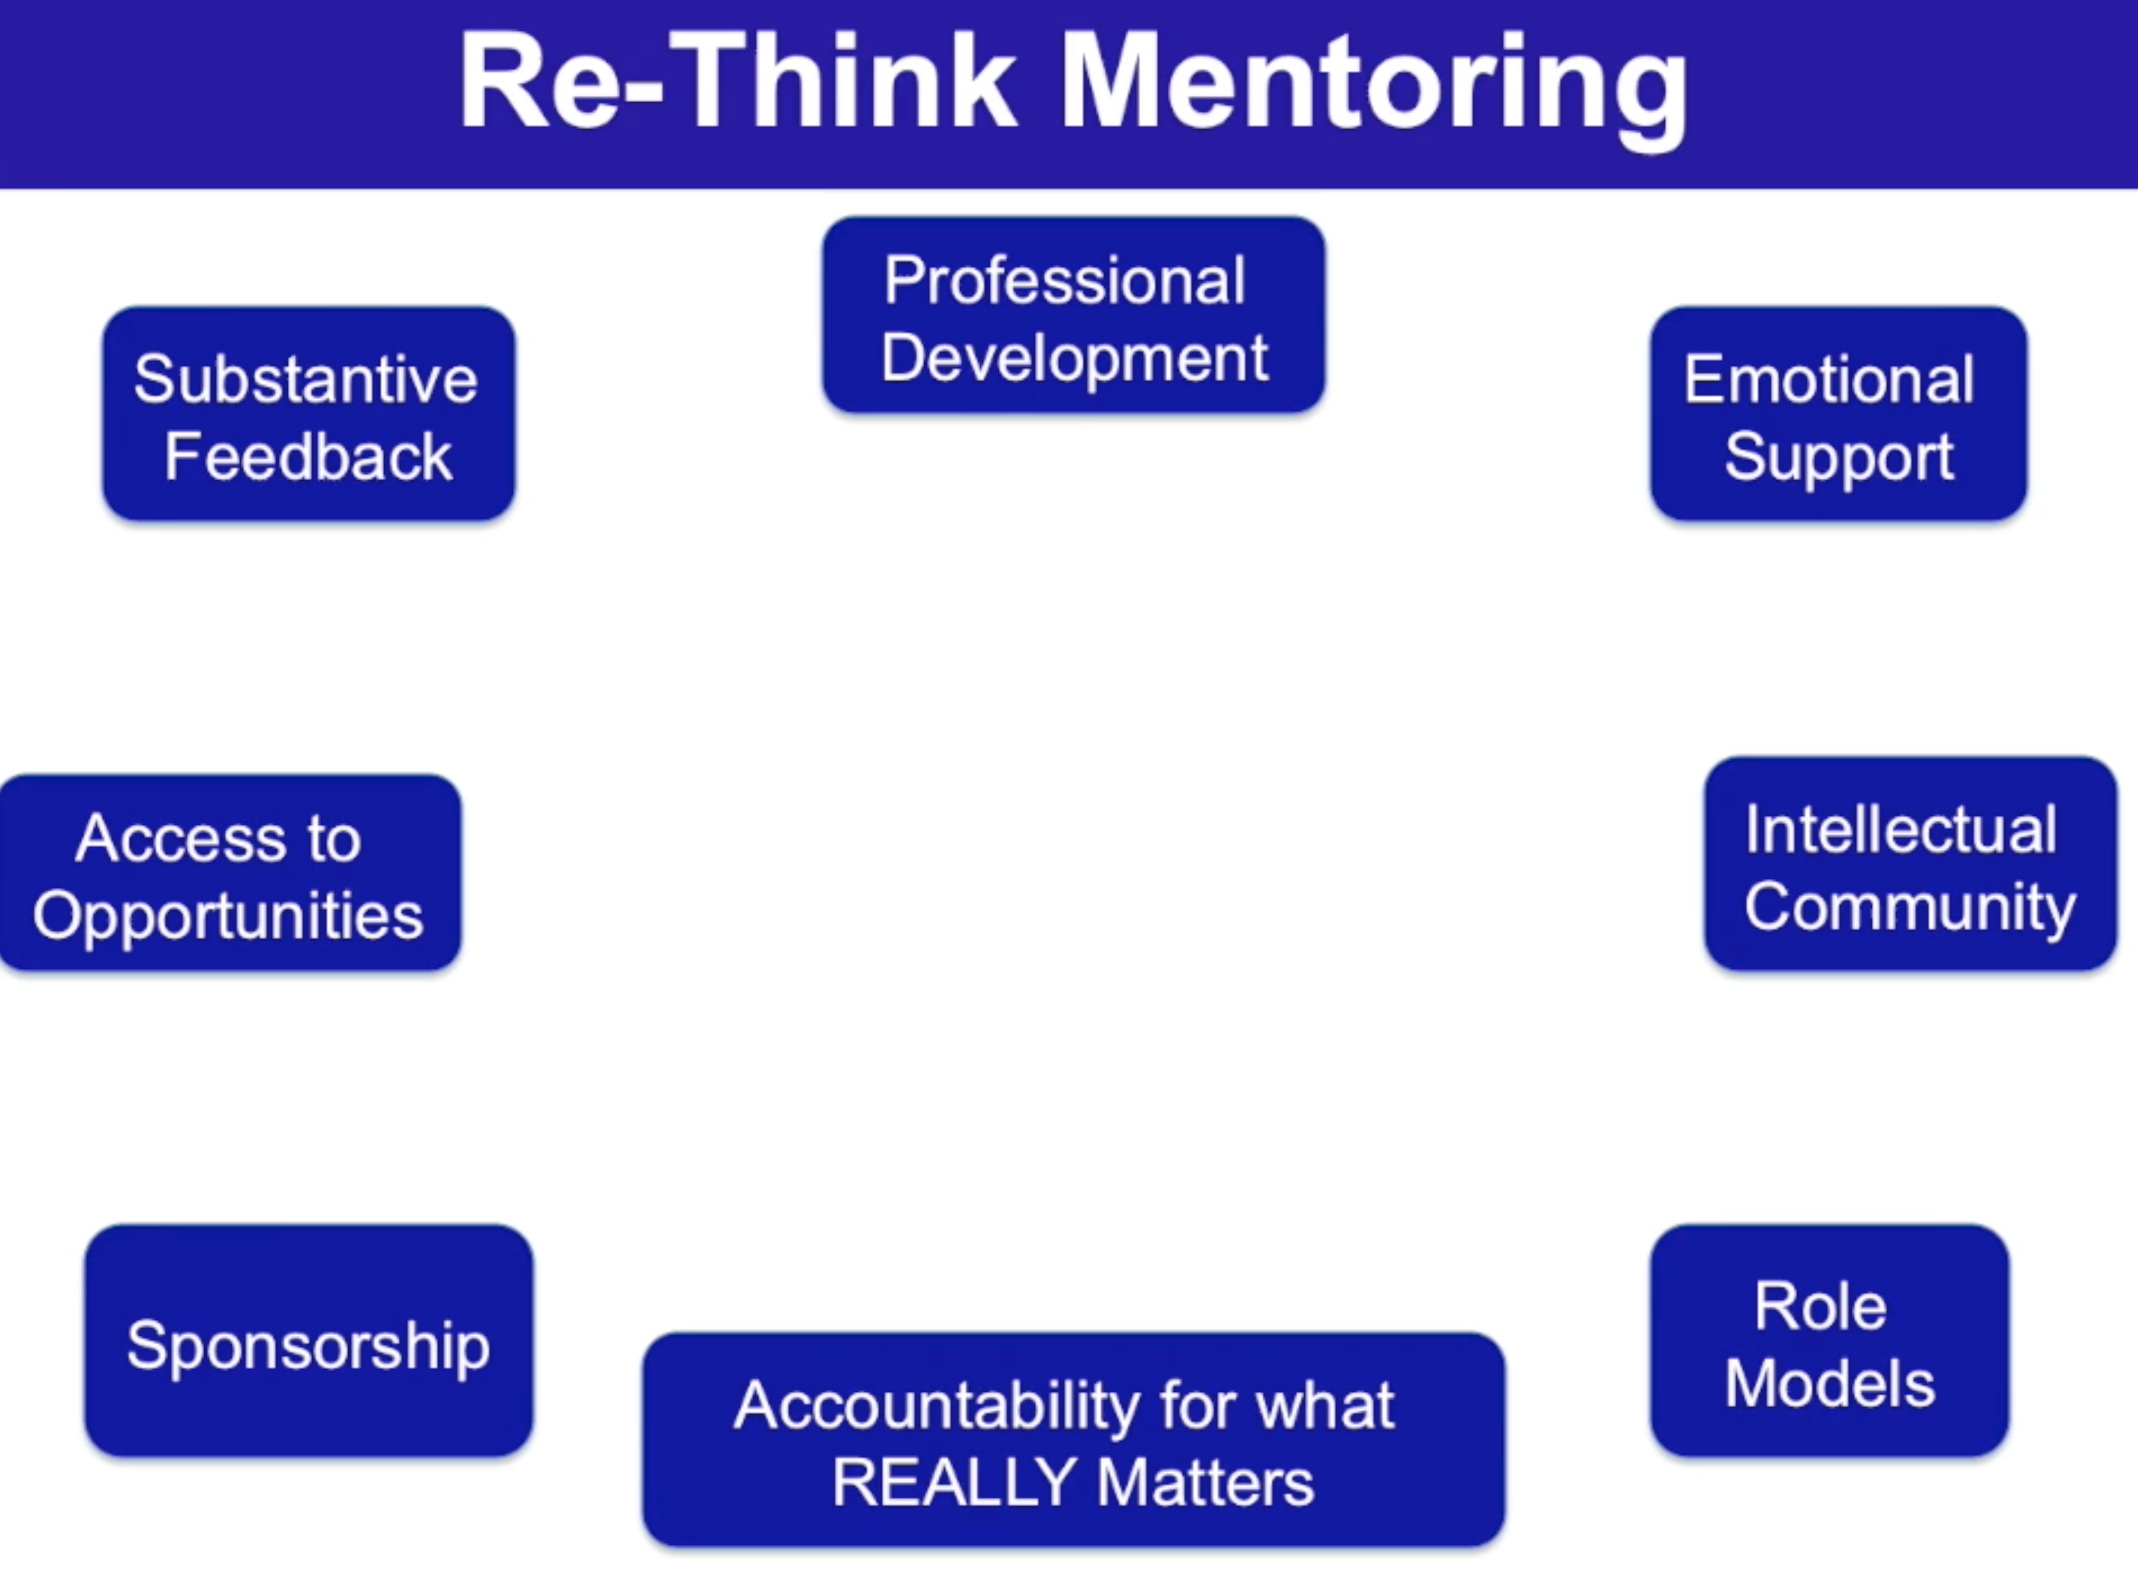 Re-Think Mentoring
Professional
Development
Substantive
Feedback
Emotional
Support
Access to
Opportunities
Intellectual
Community
Sponsorship
Role
Models
Accountability for what
REALLY Matters